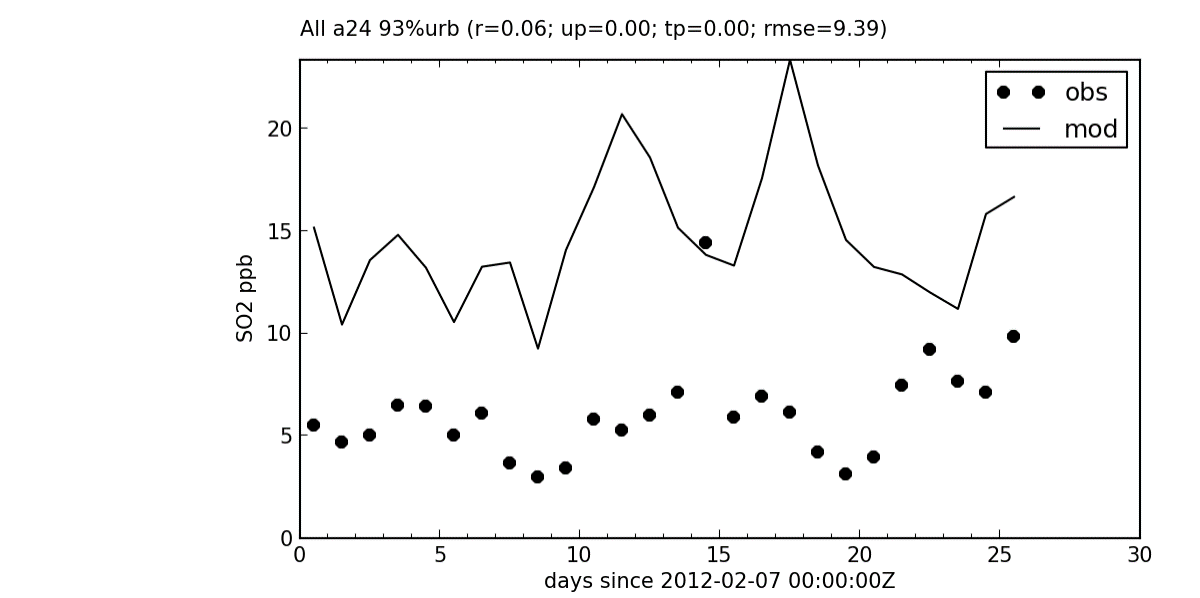 All a24 93%urb (r=0.06; up=0.00; tp=0.00; rmse=9.39)
obs
mod
20
15
10
5
0
SO2 ppb
0 5 10 15 20 25 30
days since 2012-02-07 00:00:00Z